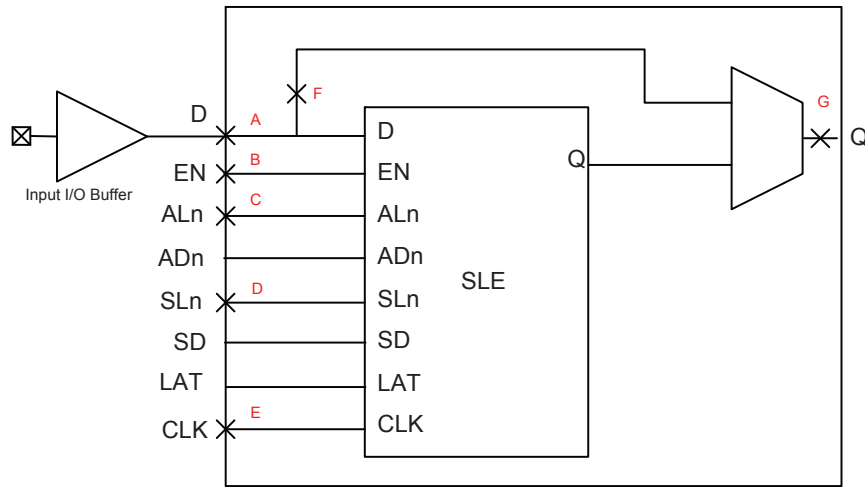 G
F
D
A
D
Q
Q
EN
B
EN
Input I/O Buffer
ALn
C
ALn
ADn
ADn
SLE
SLn
D
SLn
SD
SD
LAT
LAT
CLK
E
CLK